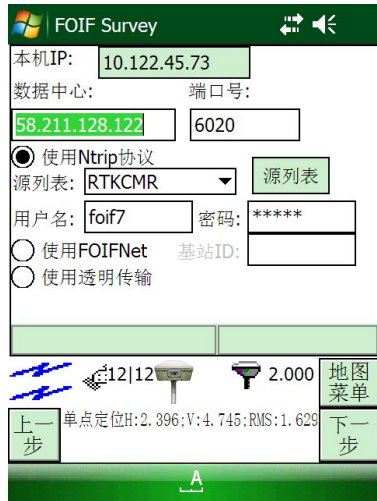 FOIF Survey
本机IP: 10.122.45.73
数据中心: 端口号:
58.211.128.122 6020
使用Ntrip协议
源列表: RTKCMR 源列表
用户名: foif7 密码: *****
使用FOIFNet 基站ID:
使用透明传输
12|12 2.000 地图菜单
上一步 单点定位H:2.396;V:4.745;RMS:1.629 下一步
A